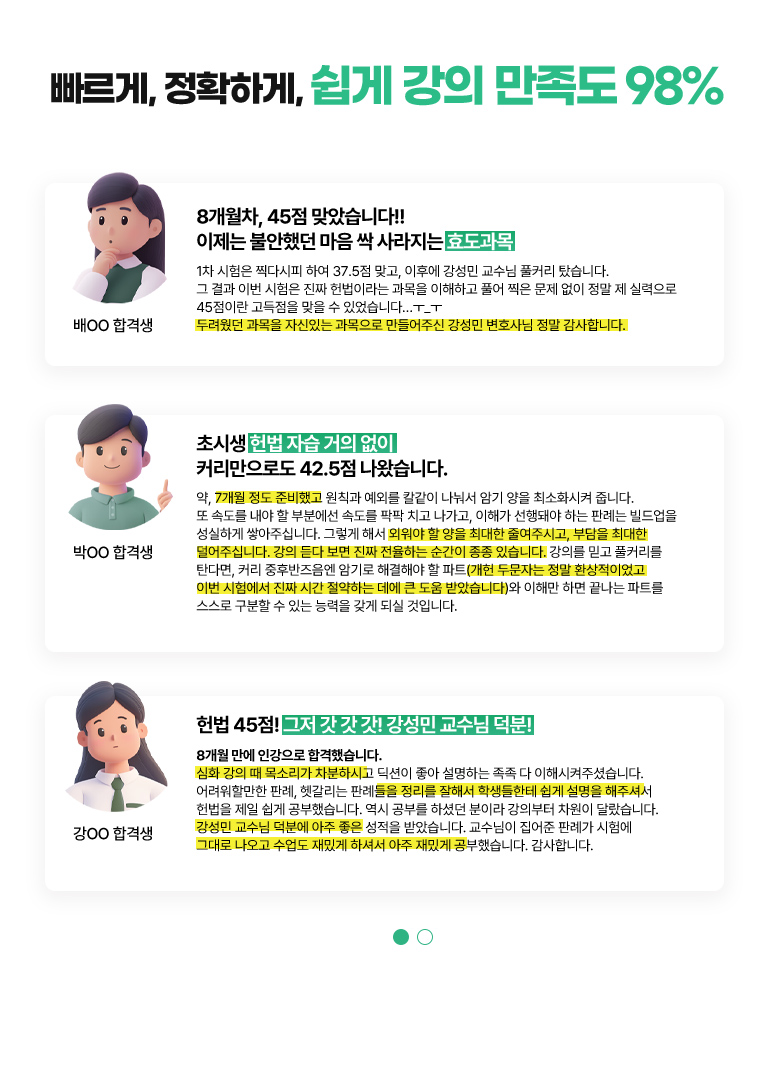 빠르게, 정확하게, 쉽게 강의 만족도 98%
8개월차, 45점 맞았습니다!!
이제는 불안했던 마음 싹 사라지는 효도과목
1차 시험은 찍다시피 하여 37.5점 맞고, 이후에 강성민 교수님 풀커리 탔습니다.
그 결과 이번 시험은 진짜 헌법이라는 과목을 이해하고 풀어 찍은 문제 없이 정말 제 실력으로
45점이란 고득점을 맞을 수 있었습니다...ㅜ_ㅜ
두려웠던 과목을 자신있는 과목으로 만들어주신 강성민 변호사님 정말 감사합니다.
배OO 합격생
초시생 헌법 자습 거의 없이
커리만으로도 42.5점 나왔습니다.
약, 7개월 정도 준비했고 원칙과 예외를 칼같이 나눠서 암기 양을 최소화시켜 줍니다.
또 속도를 내야 할 부분에선 속도를 팍팍 치고 나가고, 이해가 선행돼야 하는 판례는 빌드업을
성실하게 쌓아주십니다. 그렇게 해서 외워야 할 양을 최대한 줄여주시고, 부담을 최대한
덜어주십니다. 강의 듣다 보면 진짜 전율하는 순간이 종종 있습니다. 강의를 믿고 풀커리를
탄다면, 커리 중후반즈음엔 암기로 해결해야 할 파트(개헌 두문자는 정말 환상적이었고
이번 시험에서 진짜 시간 절약하는 데에 큰 도움 받았습니다)와 이해만 하면 끝나는 파트를
스스로 구분할 수 있는 능력을 갖게 되실 것입니다.
박OO 합격생
헌법 45점! 그저 갓 갓 갓! 강성민 교수님 덕분!
8개월 만에 인강으로 합격했습니다.
심화 강의 때 목소리가 차분하시고 딕션이 좋아 설명하는 족족 다 이해시켜주셨습니다.
어려워할만한 판례, 헷갈리는 판례들을 정리를 잘해서 학생들한테 쉽게 설명을 해주셔서
헌법을 제일 쉽게 공부했습니다. 역시 공부를 하셨던 분이라 강의부터 차원이 달랐습니다.
강성민 교수님 덕분에 아주 좋은 성적을 받았습니다. 교수님이 집어준 판례가 시험에
그대로 나오고 수업도 재밌게 하셔서 아주 재밌게 공부했습니다. 감사합니다.
강OO 합격생